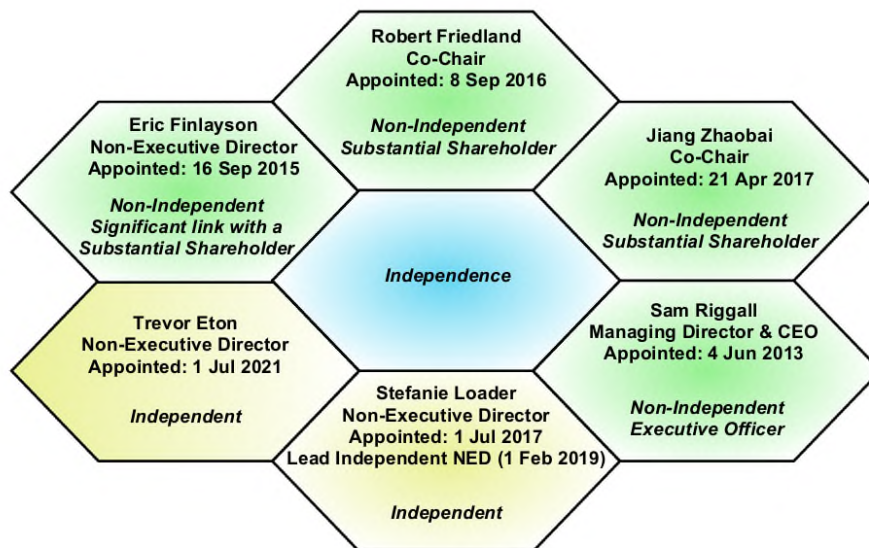 Robert Friedland
Co-Chair
Appointed: 8 Sep 2016
Non-Independent
Substantial Shareholder
Eric Finlayson
Non-Executive Director
Appointed: 16 Sep 2015
Non-Independent
Significant link with a
Substantial Shareholder
Jiang Zhaobai
Co-Chair
Appointed: 21 Apr 2017
Non-Independent
Substantial Shareholder
Independence
Trevor Eton
Non-Executive Director
Appointed: 1 Jul 2021
Independent
Sam Riggall
Managing Director & CEO
Appointed: 4 Jun 2013
Non-Independent
Executive Officer
Stefanie Loader
Non-Executive Director
Appointed: 1 Jul 2017
Lead Independent NED (1 Feb 2019)
Independent